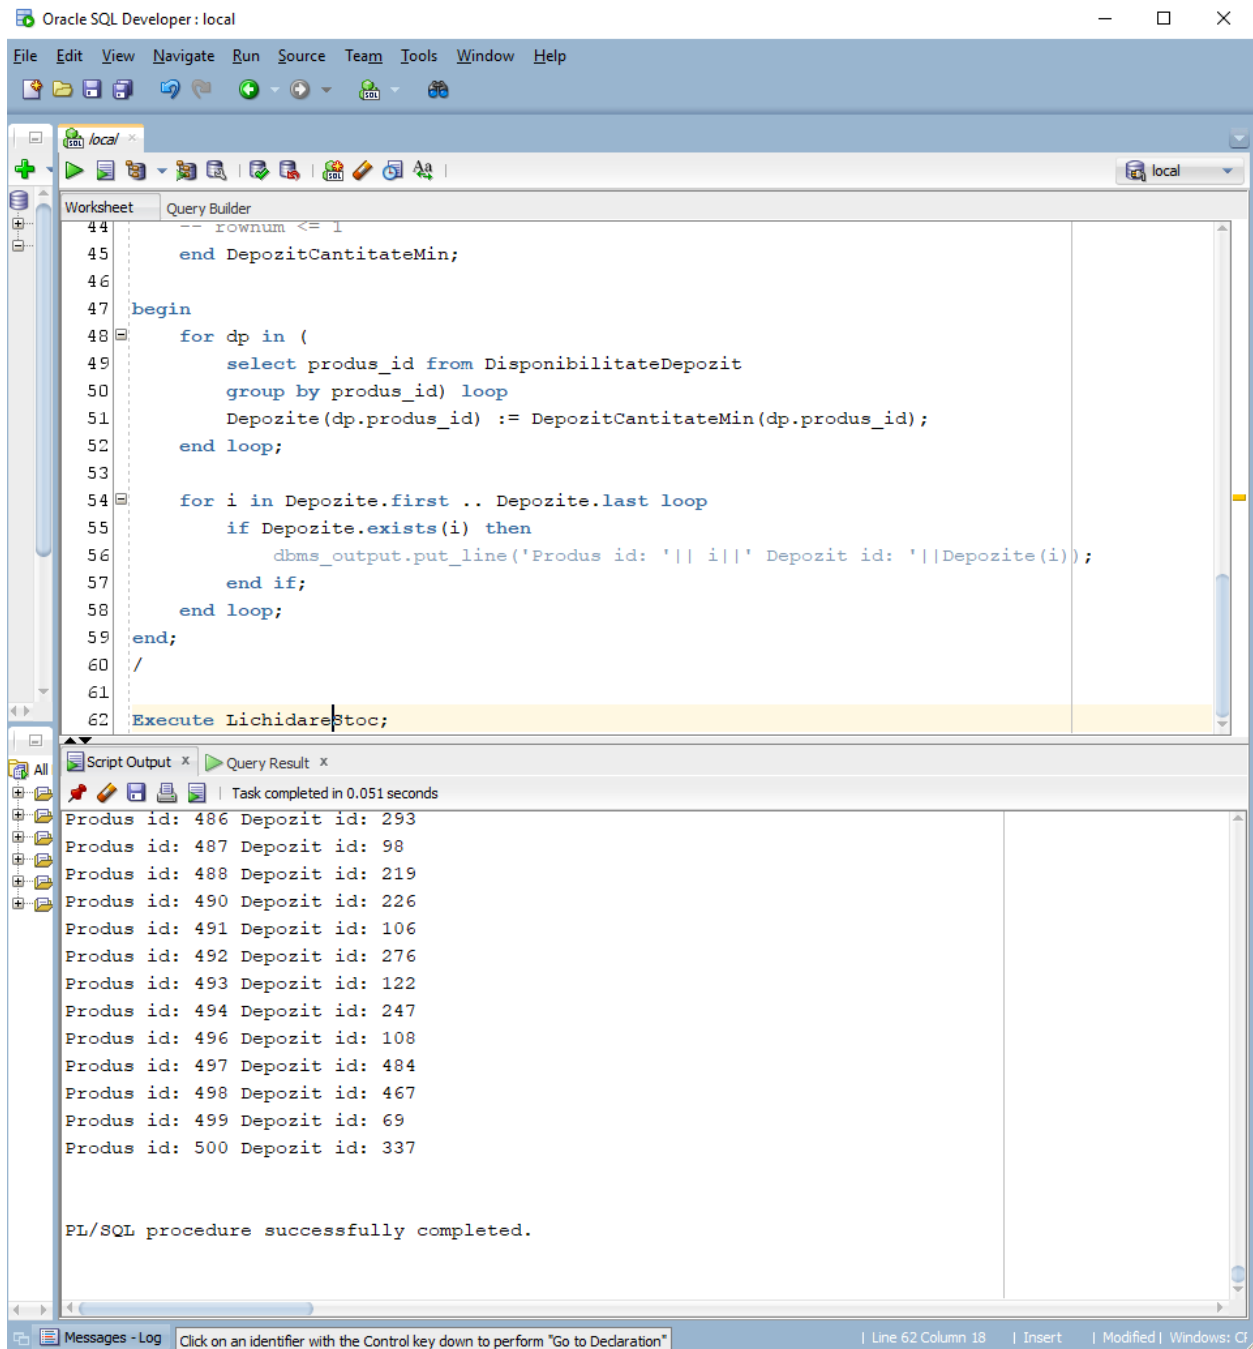 Oracle SQL Developer : local
File Edit View Navigate Run Source Team Tools Window Help
local
local
Worksheet Query Builder
44 -- rownum <= 1
45 end DepozitCantitateMin;
46
47 begin
48 for dp in (
49 select produs_id from DisponibilitateDepozit
50 group by produs_id) loop
51 Depozite(dp.produs_id) := DepozitCantitateMin(dp.produs_id);
52 end loop;
53
54 for i in Depozite.first .. Depozite.last loop
55 if Depozite.exists(i) then
56 dbms_output.put_line('Produs id: '|| i||' Depozit id: '||Depozite(i));
57 end if;
58 end loop;
59 end;
60 /
61
62 Execute LichidareStoc;
All
Script Output x Query Result x
Task completed in 0.051 seconds
Produs id: 486 Depozit id: 293
Produs id: 487 Depozit id: 98
Produs id: 488 Depozit id: 219
Produs id: 490 Depozit id: 226
Produs id: 491 Depozit id: 106
Produs id: 492 Depozit id: 276
Produs id: 493 Depozit id: 122
Produs id: 494 Depozit id: 247
Produs id: 496 Depozit id: 108
Produs id: 497 Depozit id: 484
Produs id: 498 Depozit id: 467
Produs id: 499 Depozit id: 69
Produs id: 500 Depozit id: 337
PL/SQL procedure successfully completed.
Messages - Log Click on an identifier with the Control key down to perform "Go to Declaration" | Line 62 Column 18 | Insert | Modified | Windows: CF